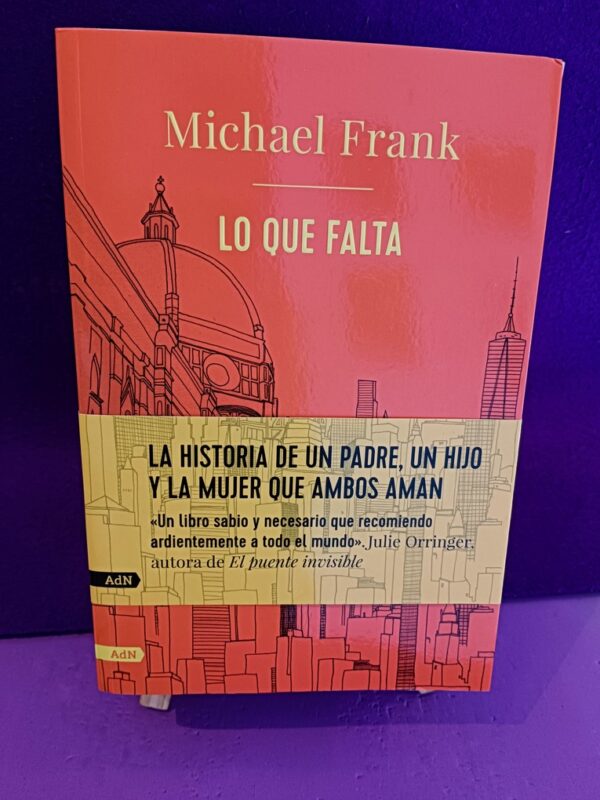 Michael Frank
LO QUE FALTA
LA HISTORIA DE UN PADRE, UN HIJO
Y LA MUJER QUE AMBOS AMAN
«Un libro sabio y necesario que recomiendo
ardientemente a todo el mundo». Julie Orringer,
autora de El puente invisible
AdN
AdN